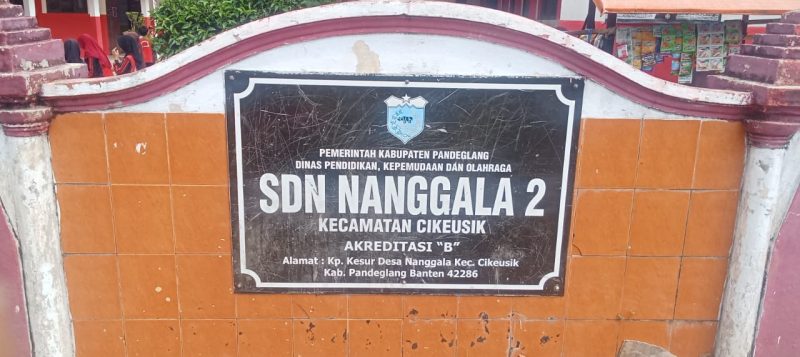 PEMERINTAH KABUPATEN PANDEGLANG
DINAS PENDIDIKAN, KEPEMUDAAN DAN OLAHRAGA
SDN NANGGALA 2
KECAMATAN CIKEUSIK
AKREDITASI "B"
Alamat : Kp. Kesur Desa Nanggala Kec. Cikeusik
Kab. Pandeglang Banten 42286